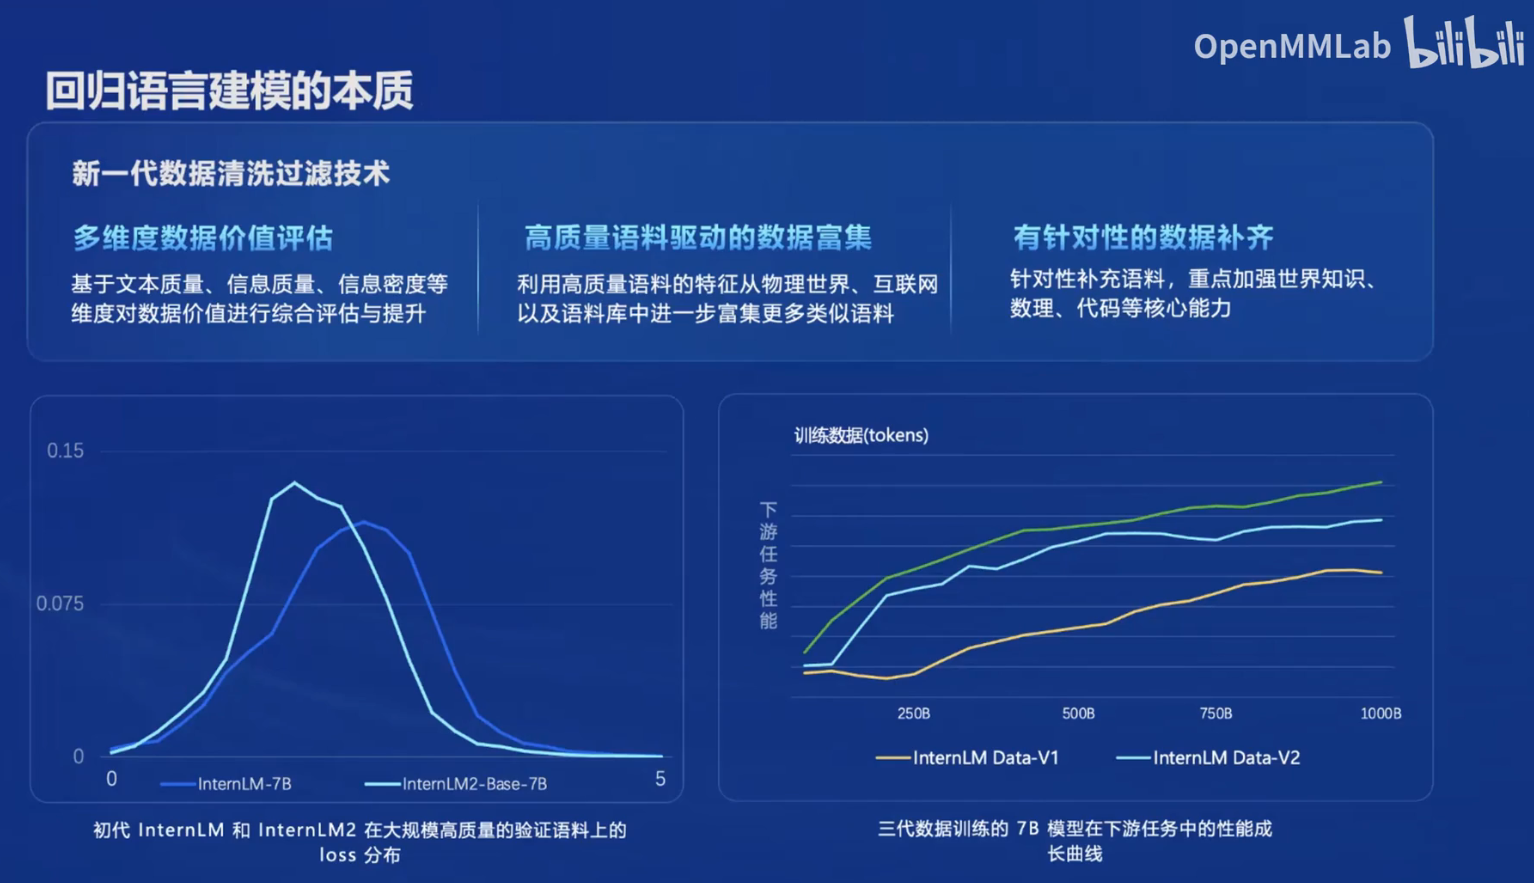 OpenMMLab bilibili
回归语言建模的本质
新一代数据清洗过滤技术
多维度数据价值评估
基于文本质量、信息质量、信息密度等
维度对数据价值进行综合评估与提升
高质量语料驱动的数据富集
利用高质量语料的特征从物理世界、互联网
以及语料库中进一步富集更多类似语料
有针对性的数据补齐
针对性补充语料，重点加强世界知识、
数理、代码等核心能力
0.15
0.075
0
0
5
InternLM-7B
InternLM2-Base-7B
初代 InternLM 和 InternLM2 在大规模高质量的验证语料上的
loss 分布
训练数据(tokens)
下游任务性能
250B
500B
750B
1000B
InternLM Data-V1
InternLM Data-V2
三代数据训练的 7B 模型在下游任务中的性能成
长曲线